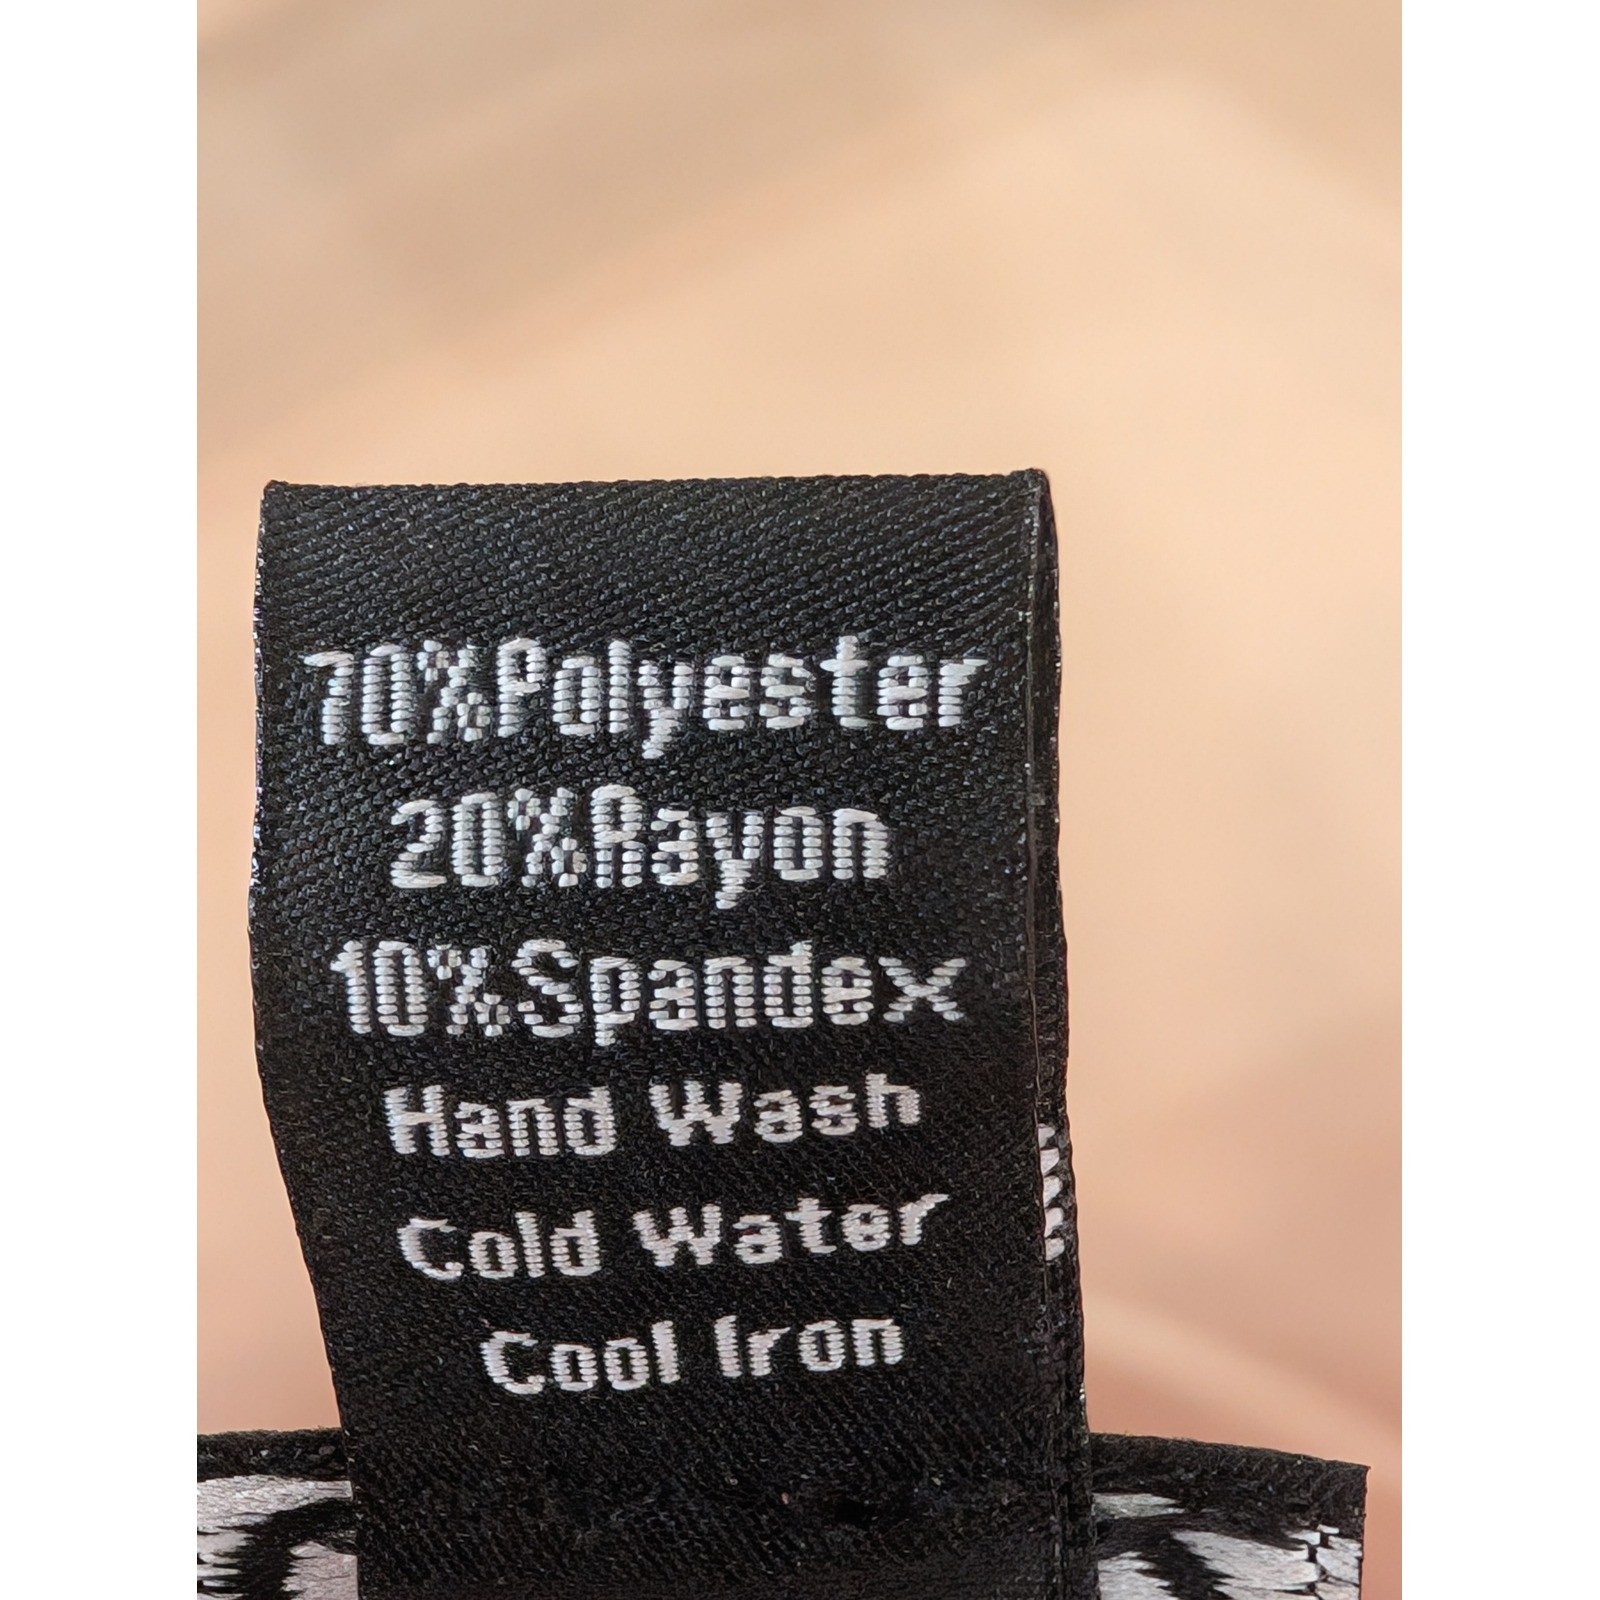 70%Polyester
20%Rayon
10%Spandex
Hand Wash
Cold Water
Cool Iron